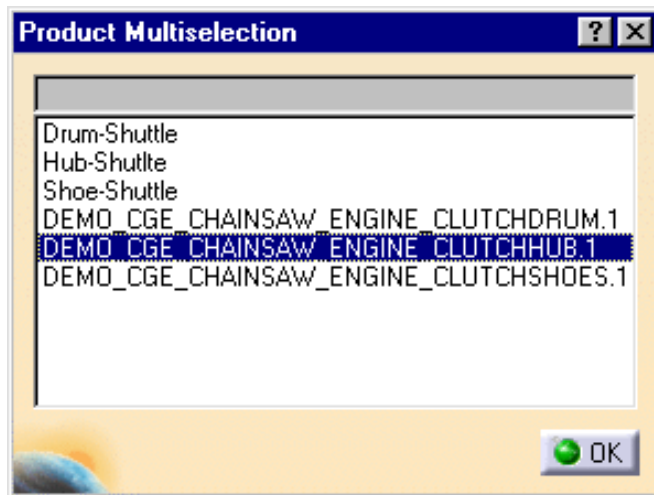 Product Multiselection
?
Drum-Shuttle
Hub-Shutlte
Shoe-Shuttle
DEMO_CGE_CHAINSAW_ENGINE_CLUTCHDRUM.1
DEMO_CGE_CHAINSAW_ENGINE_CLUTCHHUB.1
DEMO_CGE_CHAINSAW_ENGINE_CLUTCHSHOES.1
OK